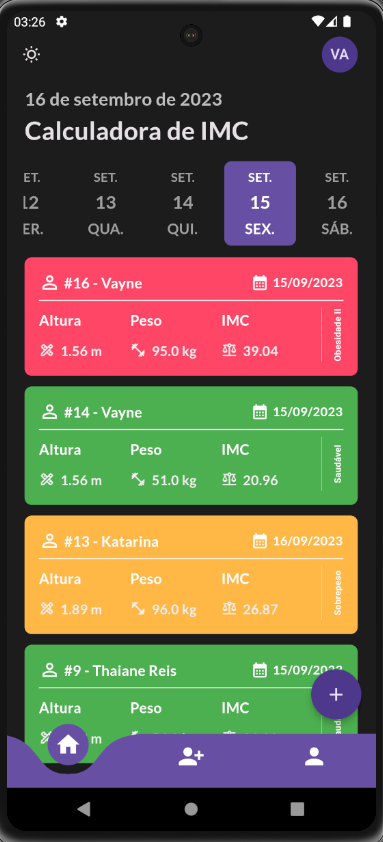 03:26
VA
16 de setembro de 2023
Calculadora de IMC
ET. SET. SET. SET. SET.
12 13 14 15 16
ER. QUA. QUI. SEX. SÁB.
#16 - Vayne 15/09/2023
Altura Peso IMC
1.56 m 95.0 kg 39.04
Obesidade II
#14 - Vayne 15/09/2023
Altura Peso IMC
1.56 m 51.0 kg 20.96
Saudável
#13 - Katarina 16/09/2023
Altura Peso IMC
1.89 m 96.0 kg 26.87
Sobrepeso
#9 - Thaiane Reis 15/09/2023
Altura Peso IMC
m